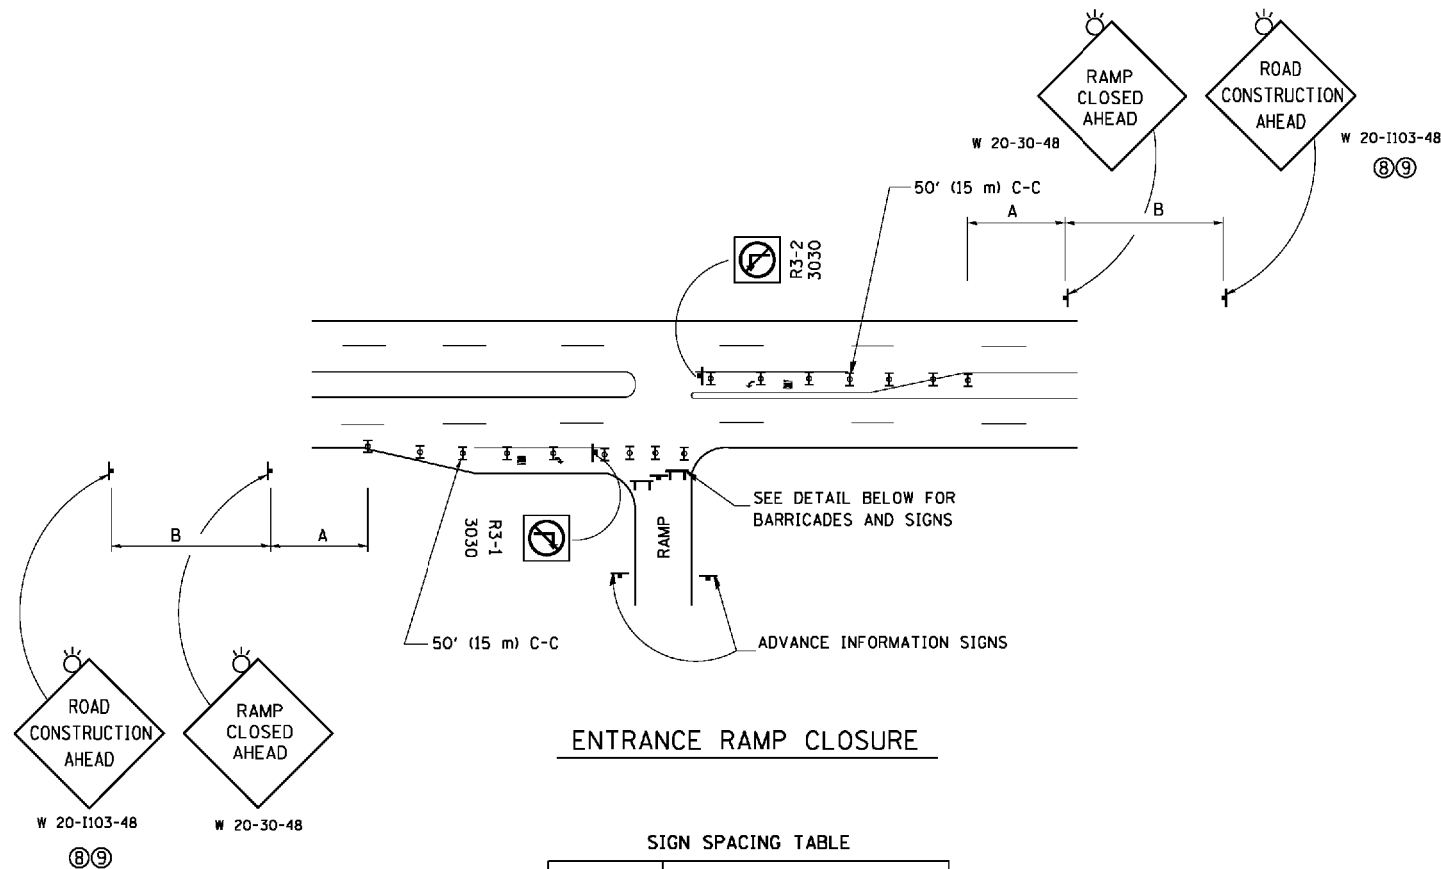 RAMP
CLOSED
AHEAD
W 20-30-48
ROAD
CONSTRUCTION
AHEAD
W 20-I103-48
⑧⑨
50' (15 m) C-C
A
B
R3-2
3030
SEE DETAIL BELOW FOR
BARRICADES AND SIGNS
RAMP
R3-1
3030
B
A
50' (15 m) C-C
ADVANCE INFORMATION SIGNS
ROAD
CONSTRUCTION
AHEAD
W 20-I103-48
⑧⑨
RAMP
CLOSED
AHEAD
W 20-30-48
ENTRANCE RAMP CLOSURE
SIGN SPACING TABLE